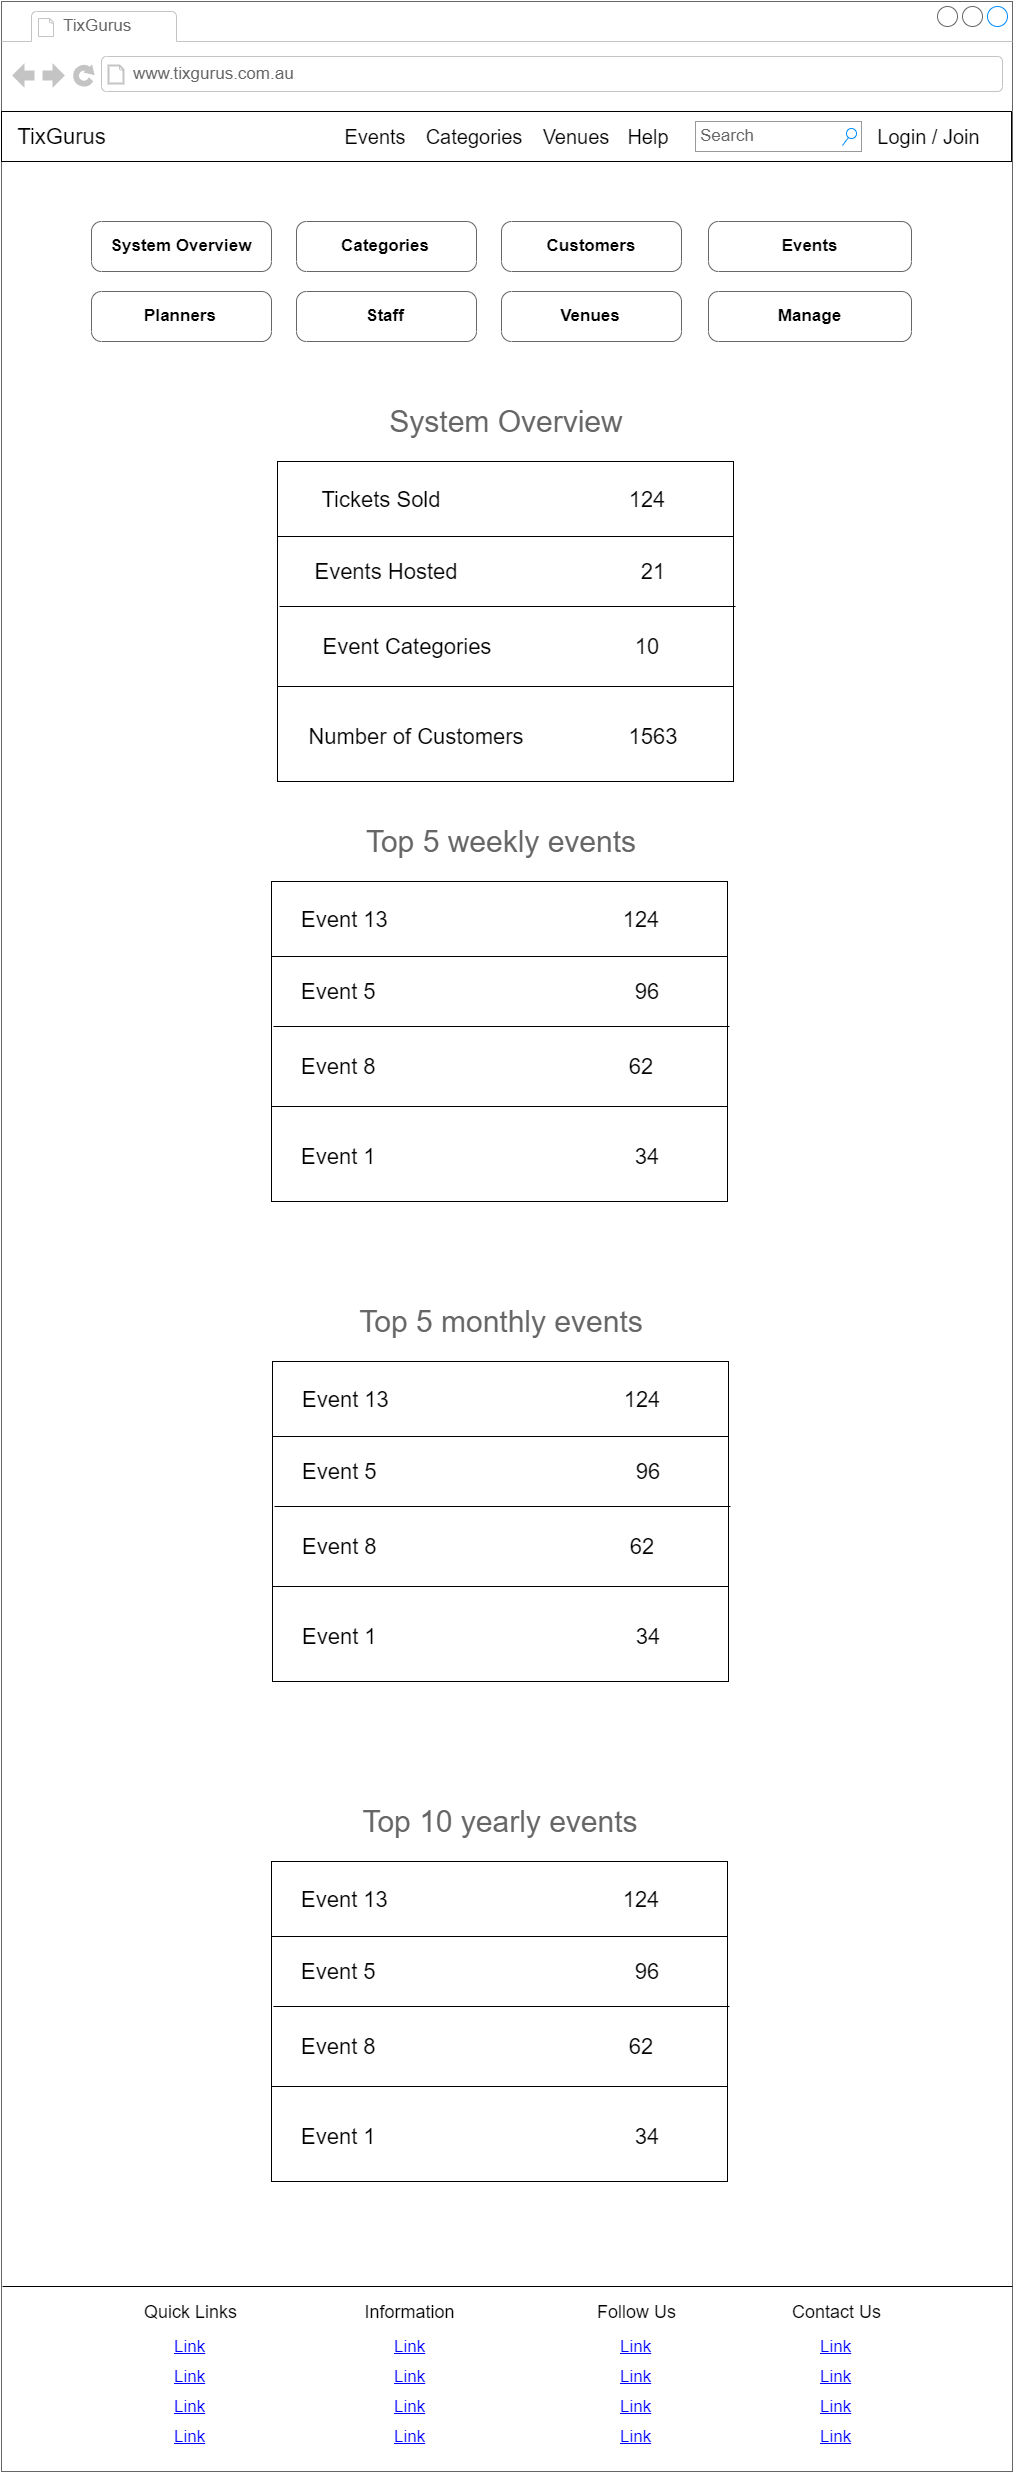 TixGurus
www.tixgurus.com.au
TixGurus Events Categories Venues Help Search Login / Join
System Overview Categories Customers Events
Planners Staff Venues Manage
System Overview
Tickets Sold 124
Events Hosted 21
Event Categories 10
Number of Customers 1563
Top 5 weekly events
Event 13 124
Event 5 96
Event 8 62
Event 1 34
Top 5 monthly events
Event 13 124
Event 5 96
Event 8 62
Event 1 34
Top 10 yearly events
Event 13 124
Event 5 96
Event 8 62
Event 1 34
Quick Links Information Follow Us Contact Us
Link Link Link Link
Link Link Link Link
Link Link Link Link
Link Link Link Link